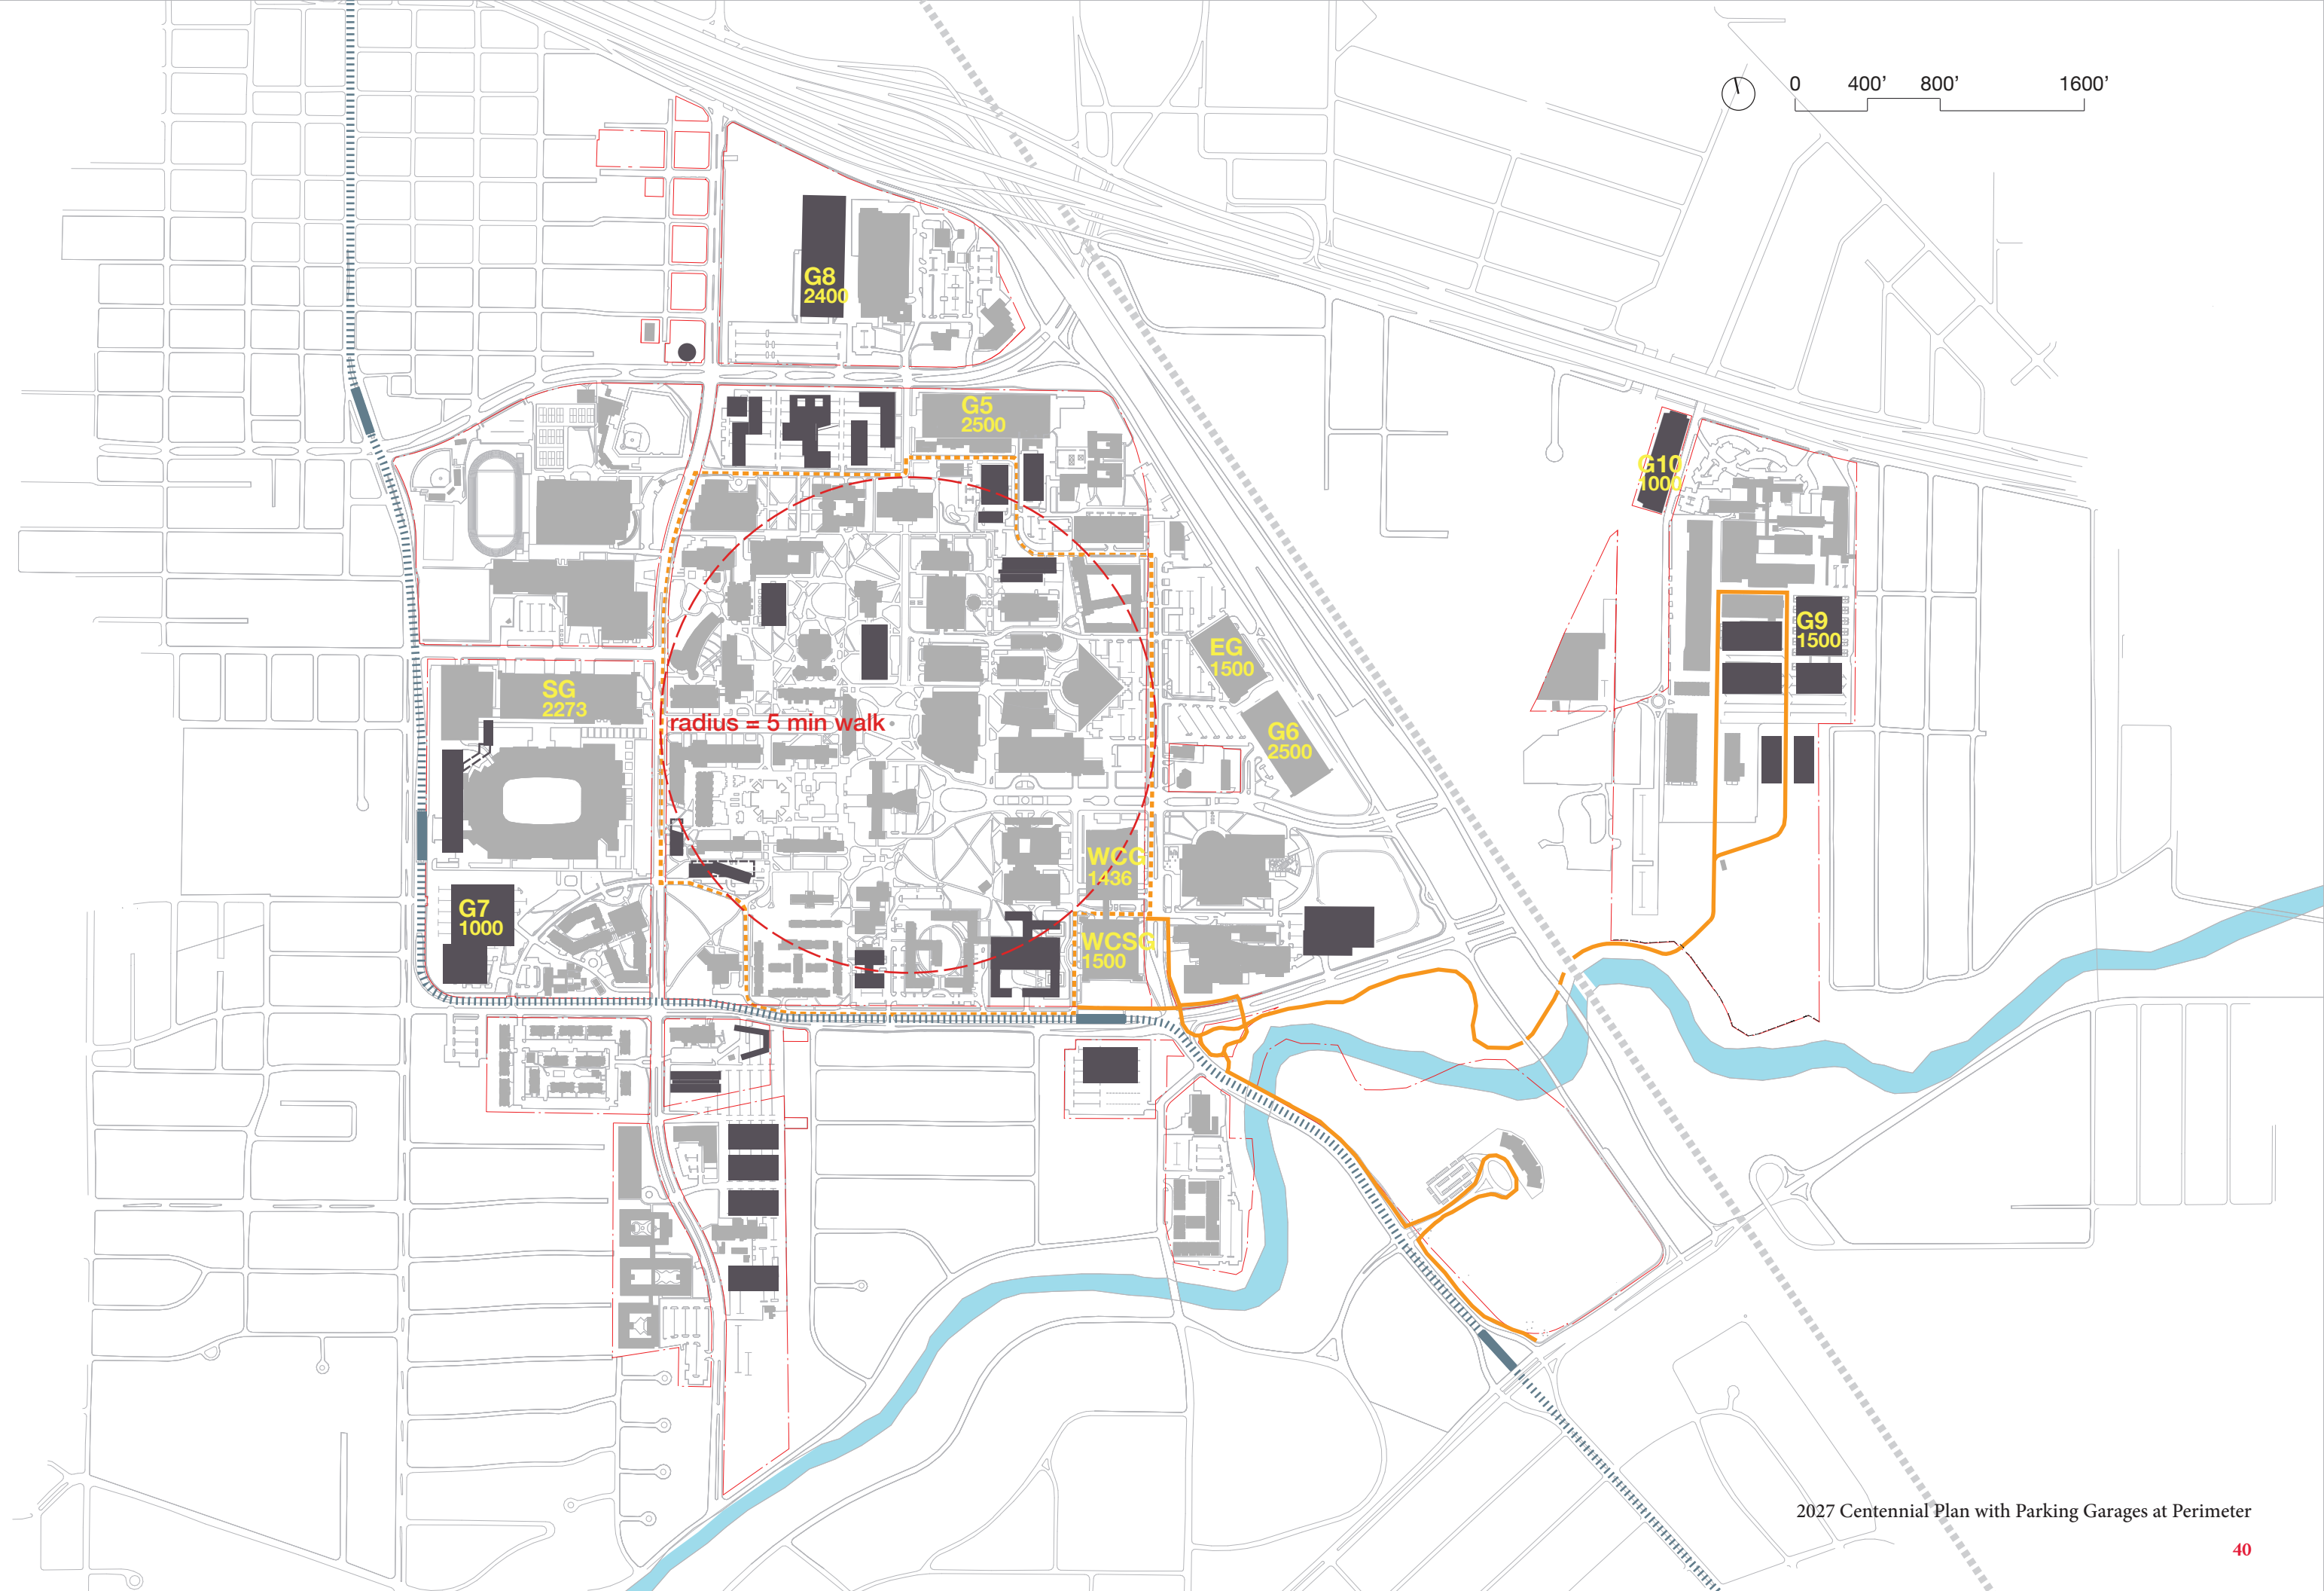 0 400’ 800’ 1600’
G8
2400
G5
2500
G10
1000
G9
1500
EG
1500
SG
2273
radius = 5 min walk
G6
2500
WCG
1436
G7
1000
WCSG
1500
2027 Centennial Plan with Parking Garages at Perimeter
40